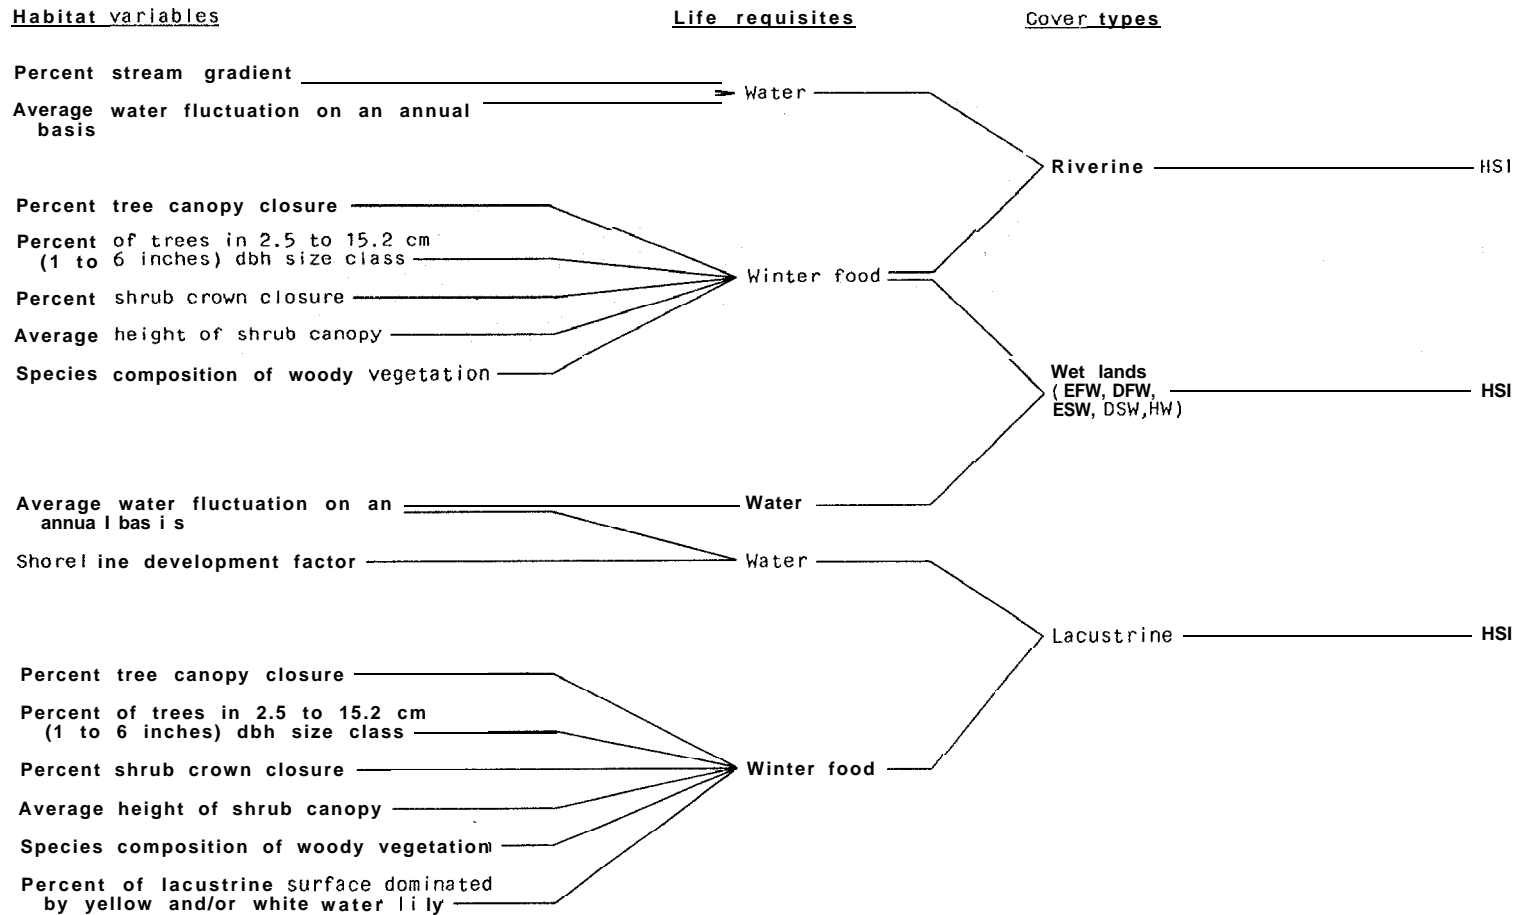 Habitat variables
Life requisites
Cover types
Percent stream gradient
Water
Average water fluctuation on an annual
basis
Riverine
HSI
Percent tree canopy closure
Percent of trees in 2.5 to 15.2 cm
(1 to 6 inches) dbh size class
Winter food
Percent shrub crown closure
Average height of shrub canopy
Species composition of woody vegetation
Wet lands
(EFW, DFW,
ESW, DSW,HW)
HSI
Average water fluctuation on an
annual basis
Water
Shoreline development factor
Water
Lacustrine
HSI
Percent tree canopy closure
Percent of trees in 2.5 to 15.2 cm
(1 to 6 inches) dbh size class
Percent shrub crown closure
Winter food
Average height of shrub canopy
Species composition of woody vegetation
Percent of lacustrine surface dominated
by yellow and/or white water lily